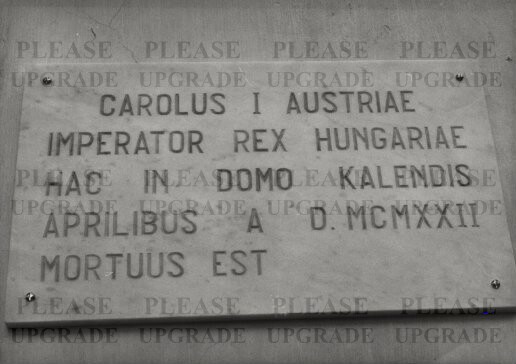 PLEASE PLEASE PLEASE PLEASE
UPGRADE UPGRADE UPGRADE UPGRADE
CAROLUS I AUSTRIAE
IMPERATOR REX HUNGARIAE
HAC IN DOMO KALENDIS
PLEASE PLEASE PLEASE PLEASE
UPGRADE UPGRADE UPGRADE UPGRADE
APRILIBUS A D. MCMXXII
MORTUUS EST
PLEASE PLEASE PLEASE PLEASE
UPGRADE UPGRADE UPGRADE UPGRADE